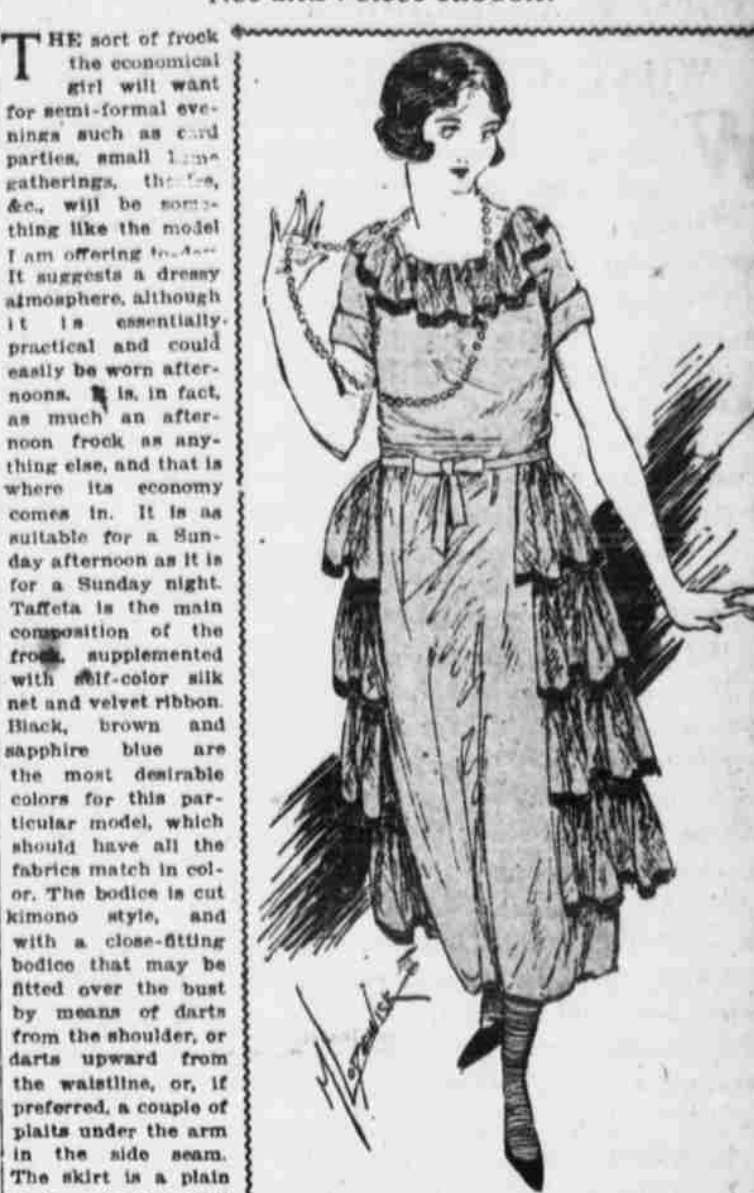 THE sort of frock
the economical
girl will want
for semi-formal eve-
nings such as card
parties, small
gatherings,
&c., will be some-
thing like the model
I am offering
It suggests a dressy
atmosphere, although
it is essentially
practical and could
easily be worn after-
noons. It is, in fact,
as much an after-
noon frock as any-
thing else, and that is
where its economy
comes in. It is as
suitable for a Sun-
day afternoon as it is
for a Sunday night.
Taffeta is the main
composition of the
frock, supplemented
with self-color silk
net and velvet ribbon.
Black, brown and
sapphire blue are
the most desirable
colors for this par-
ticular model, which
should have all the
fabrics match in col-
or. The bodice is cut
kimono style, and
with a close-fitting
bodice that may be
fitted over the bust
by means of darts
from the shoulder, or
darts upward from
the waistline, or, if
preferred, a couple of
plaits under the arm
in the side seam.
The skirt is a plain